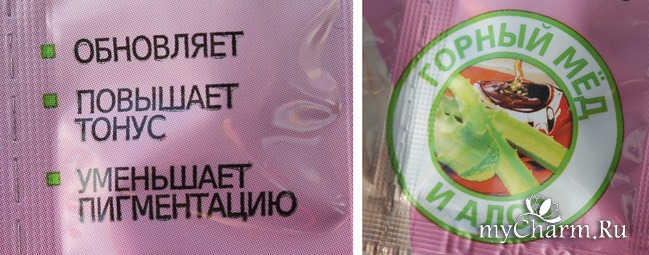 ОБНОВЛЯЕТ
ПОВЫШАЕТ
ТОНУС
УМЕНЬШАЕТ
ПИГМЕНТАЦИЮ
ГОРНЫЙ МЁД
И АЛОЭ
myCharm.Ru